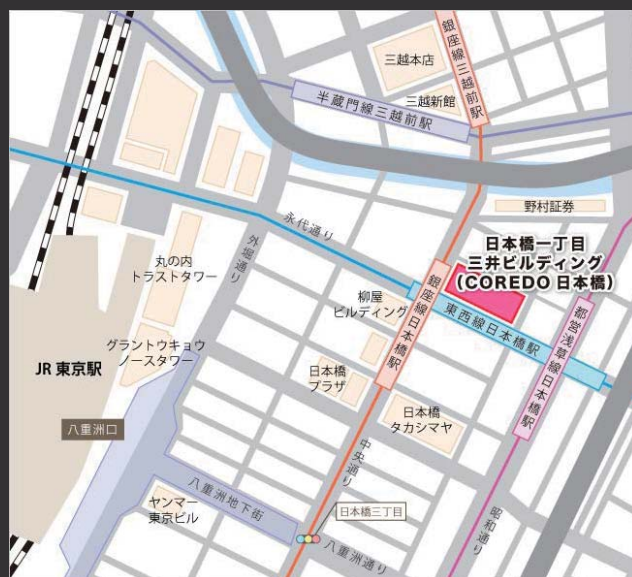 三越本店
銀座線三越前駅
三越新館
半蔵門線三越前駅
野村証券
永代通り
外堀通り
日本橋一丁目
三井ビルディング
(COREDO 日本橋)
丸の内
トラストタワー
柳屋
ビルディング
銀座線日本橋駅
東西線日本橋駅
都営浅草線日本橋駅
グラントウキョウ
ノースタワー
JR 東京駅
日本橋
プラザ
日本橋
タカシマヤ
八重洲口
中央通り
昭和通り
ヤンマー
東京ビル
八重洲地下街
日本橋三丁目
八重洲通り